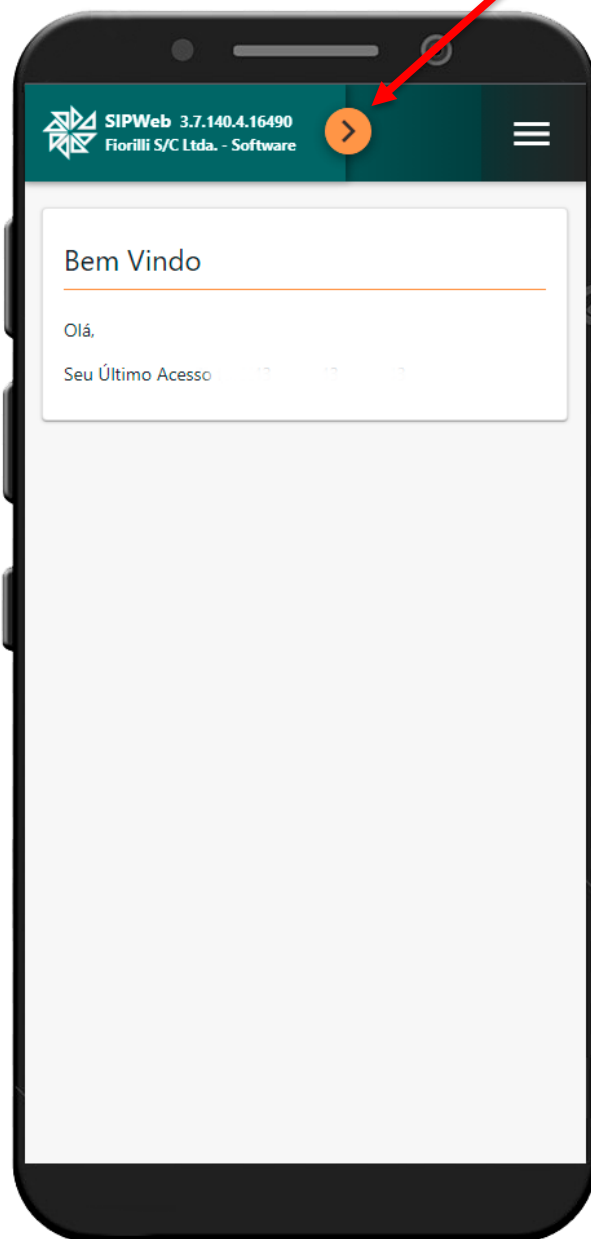 SIPWeb 3.7.140.4.16490
Fiorilli S/C Ltda. - Software
Bem Vindo
Olá,
Seu Último Acesso